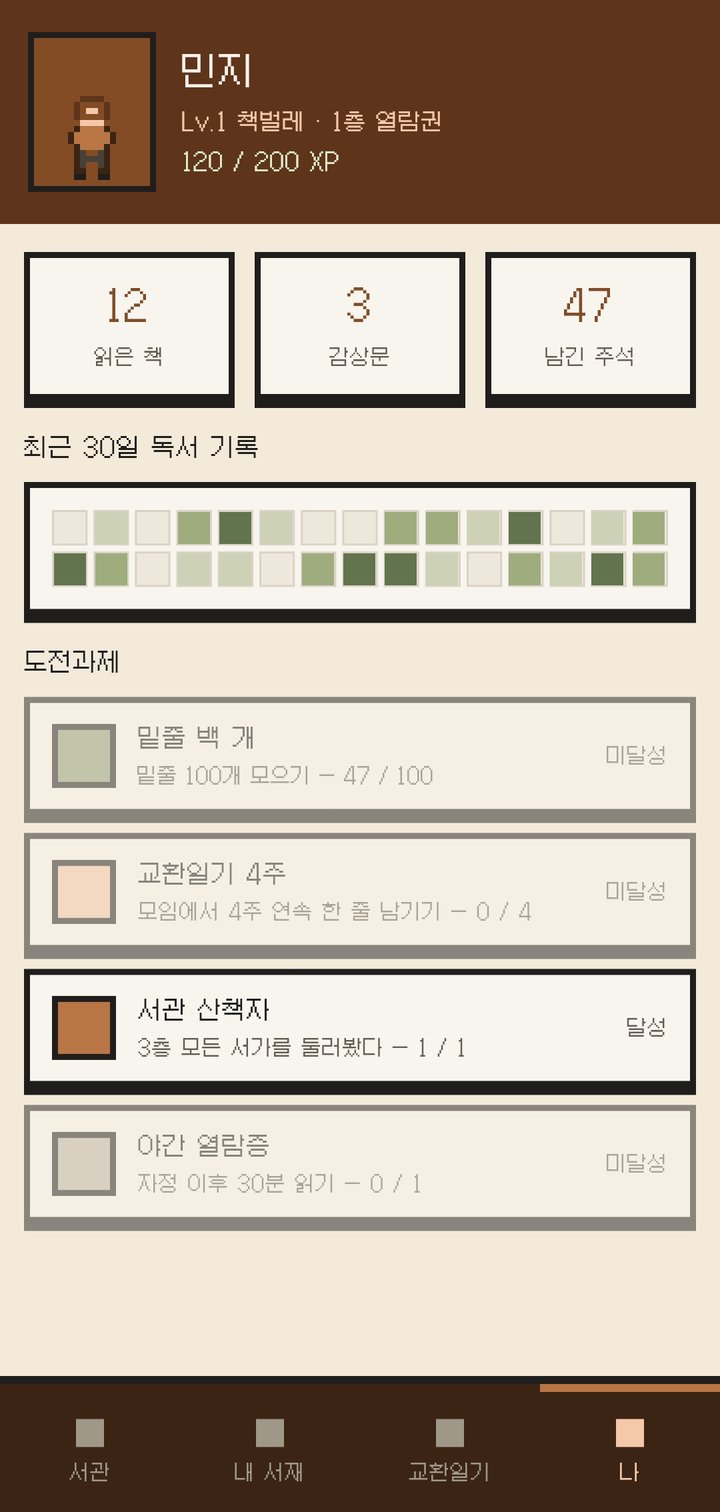 민지
Lv.1 책벌레 · 1층 열람권
120 / 200 XP
12
읽은 책
3
감상문
47
남긴 주석
최근 30일 독서 기록
도전과제
밑줄 백 개
밑줄 100개 모으기 — 47 / 100
미달성
교환일기 4주
모임에서 4주 연속 한 줄 남기기 — 0 / 4
미달성
서관 산책자
3층 모든 서가를 둘러봤다 — 1 / 1
달성
야간 열람증
자정 이후 30분 읽기 — 0 / 1
미달성
서관
내 서재
교환일기
나